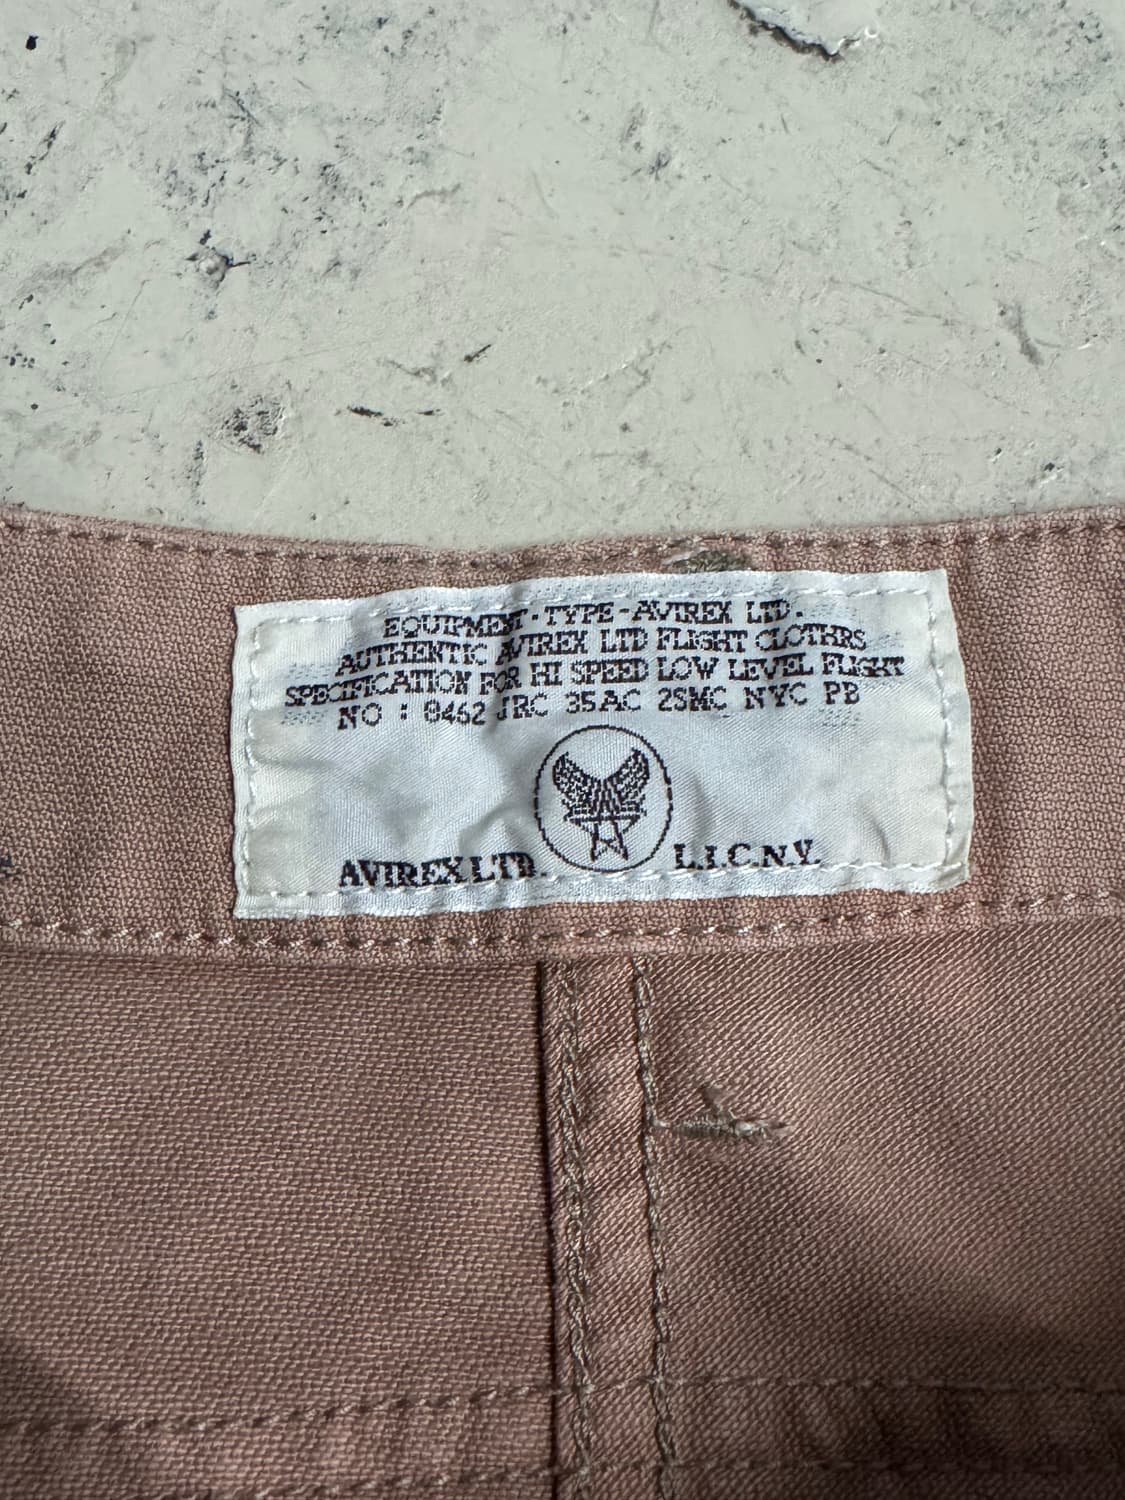 EQUIPMENT-TYPE-AVIREX LTD.
AUTHENTIC AVIREX LTD FLIGHT CLOTHRS
SPECIFICATION FOR HI SPEED LOW LEVEL FLIGHT
NO : 8462 JRC 35AC 2SMC NYC PB
AVIREX LTD. L.I.C.N.Y.